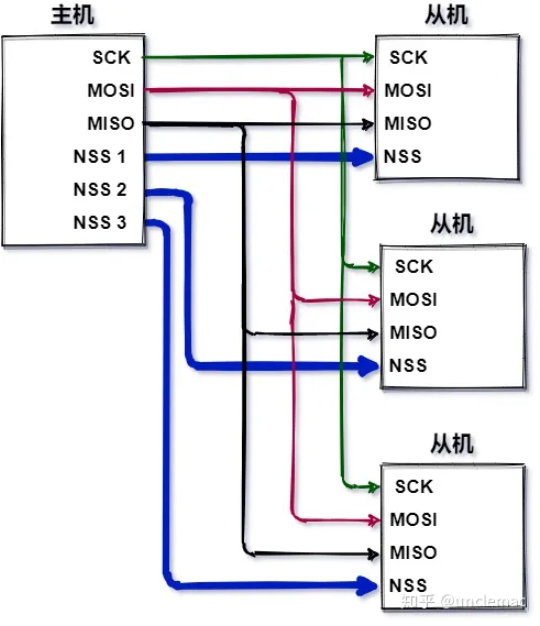 主机
SCK
MOSI
MISO
NSS 1
NSS 2
NSS 3
从机
SCK
MOSI
MISO
NSS
从机
SCK
MOSI
MISO
NSS
从机
SCK
MOSI
MISO
NSS
知乎 @unclemac